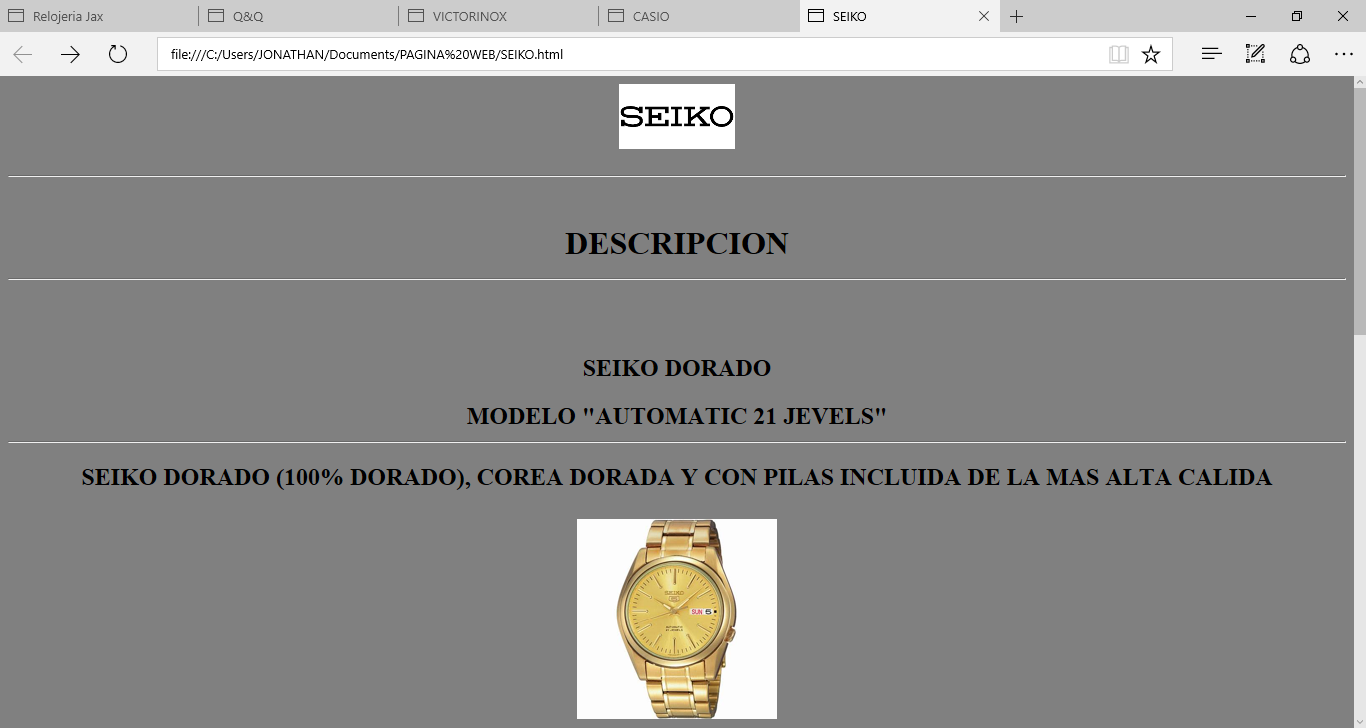 Relojeria Jax
Q&Q
VICTORINOX
CASIO
SEIKO
file:///C:/Users/JONATHAN/Documents/PAGINA%20WEB/SEIKO.html
SEIKO
DESCRIPCION
SEIKO DORADO
MODELO "AUTOMATIC 21 JEVELS"
SEIKO DORADO (100% DORADO), COREA DORADA Y CON PILAS INCLUIDA DE LA MAS ALTA CALIDA
SEIKO
SUN 5
AUTOMATIC
21 JEWELS